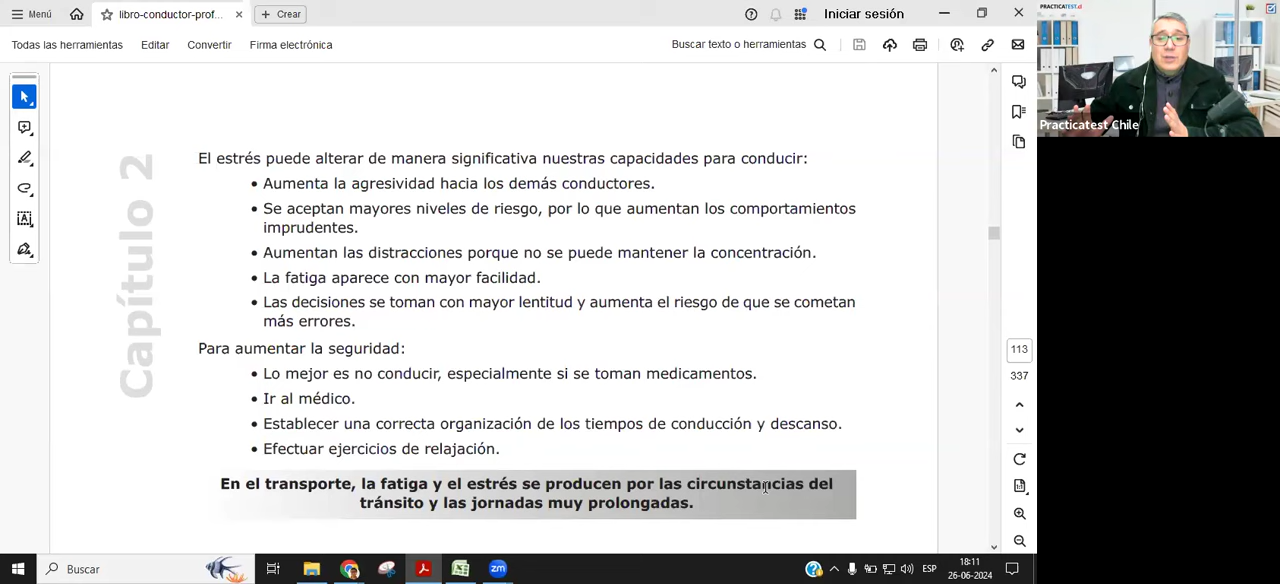 Menú
libro-conductor-prof...
Crear
Iniciar sesión
PRACTICATEST.cl
Todas las herramientas
Editar
Convertir
Firma electrónica
Buscar texto o herramientas
Practicatest Chile
Capítulo 2
El estrés puede alterar de manera significativa nuestras capacidades para conducir:
• Aumenta la agresividad hacia los demás conductores.
• Se aceptan mayores niveles de riesgo, por lo que aumentan los comportamientos
imprudentes.
• Aumentan las distracciones porque no se puede mantener la concentración.
• La fatiga aparece con mayor facilidad.
• Las decisiones se toman con mayor lentitud y aumenta el riesgo de que se cometan
más errores.
Para aumentar la seguridad:
• Lo mejor es no conducir, especialmente si se toman medicamentos.
• Ir al médico.
• Establecer una correcta organización de los tiempos de conducción y descanso.
• Efectuar ejercicios de relajación.
En el transporte, la fatiga y el estrés se producen por las circunstancias del
tránsito y las jornadas muy prolongadas.
113
337
Buscar
zm
ESP
18:11
26-06-2024